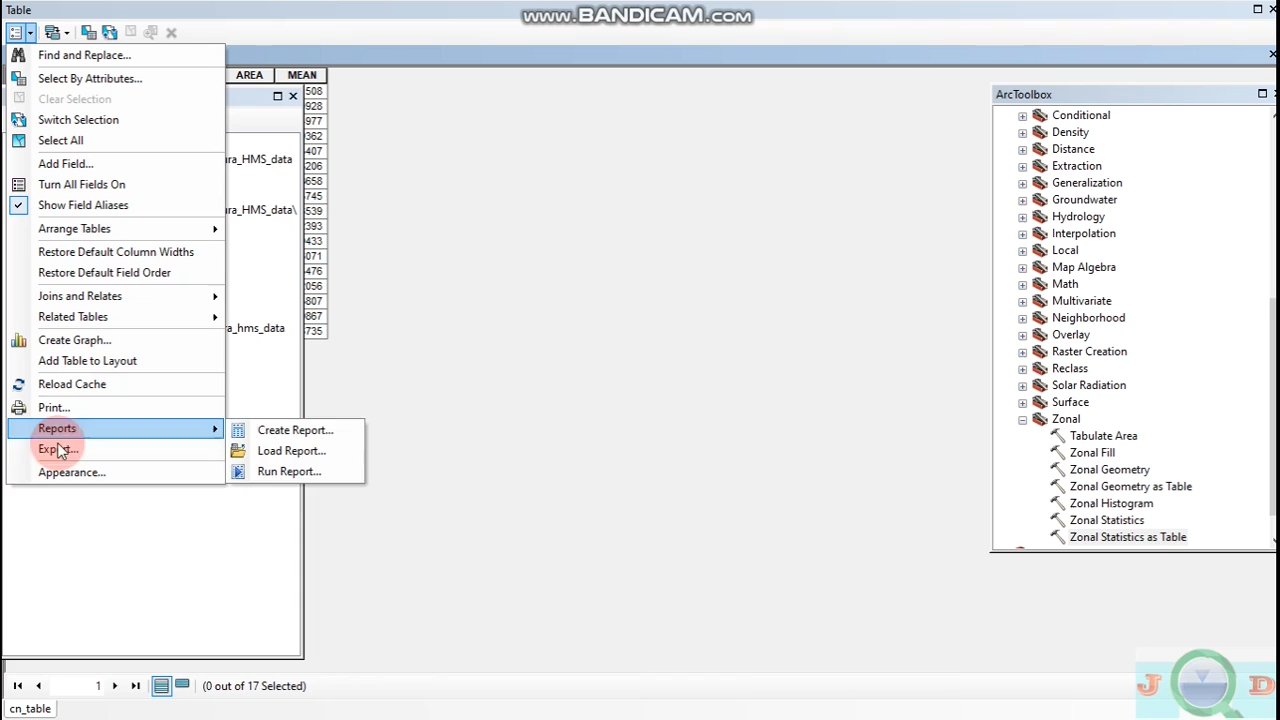 Table
www.BANDICAM.com
Find and Replace...
Select By Attributes...
Clear Selection
Switch Selection
Select All
Add Field...
Turn All Fields On
Show Field Aliases
Arrange Tables
Restore Default Column Widths
Restore Default Field Order
Joins and Relates
Related Tables
Create Graph...
Add Table to Layout
Reload Cache
Print...
Reports
Export...
Appearance...
Create Report...
Load Report...
Run Report...
AREA MEAN
508
928
977
362
407
206
658
745
539
393
433
071
476
056
807
867
735
ura_HMS_data
ura_HMS_data\
ra_hms_data
ArcToolbox
Conditional
Density
Distance
Extraction
Generalization
Groundwater
Hydrology
Interpolation
Local
Map Algebra
Math
Multivariate
Neighborhood
Overlay
Raster Creation
Reclass
Solar Radiation
Surface
Zonal
Tabulate Area
Zonal Fill
Zonal Geometry
Zonal Geometry as Table
Zonal Histogram
Zonal Statistics
Zonal Statistics as Table
1
(0 out of 17 Selected)
cn_table
J D